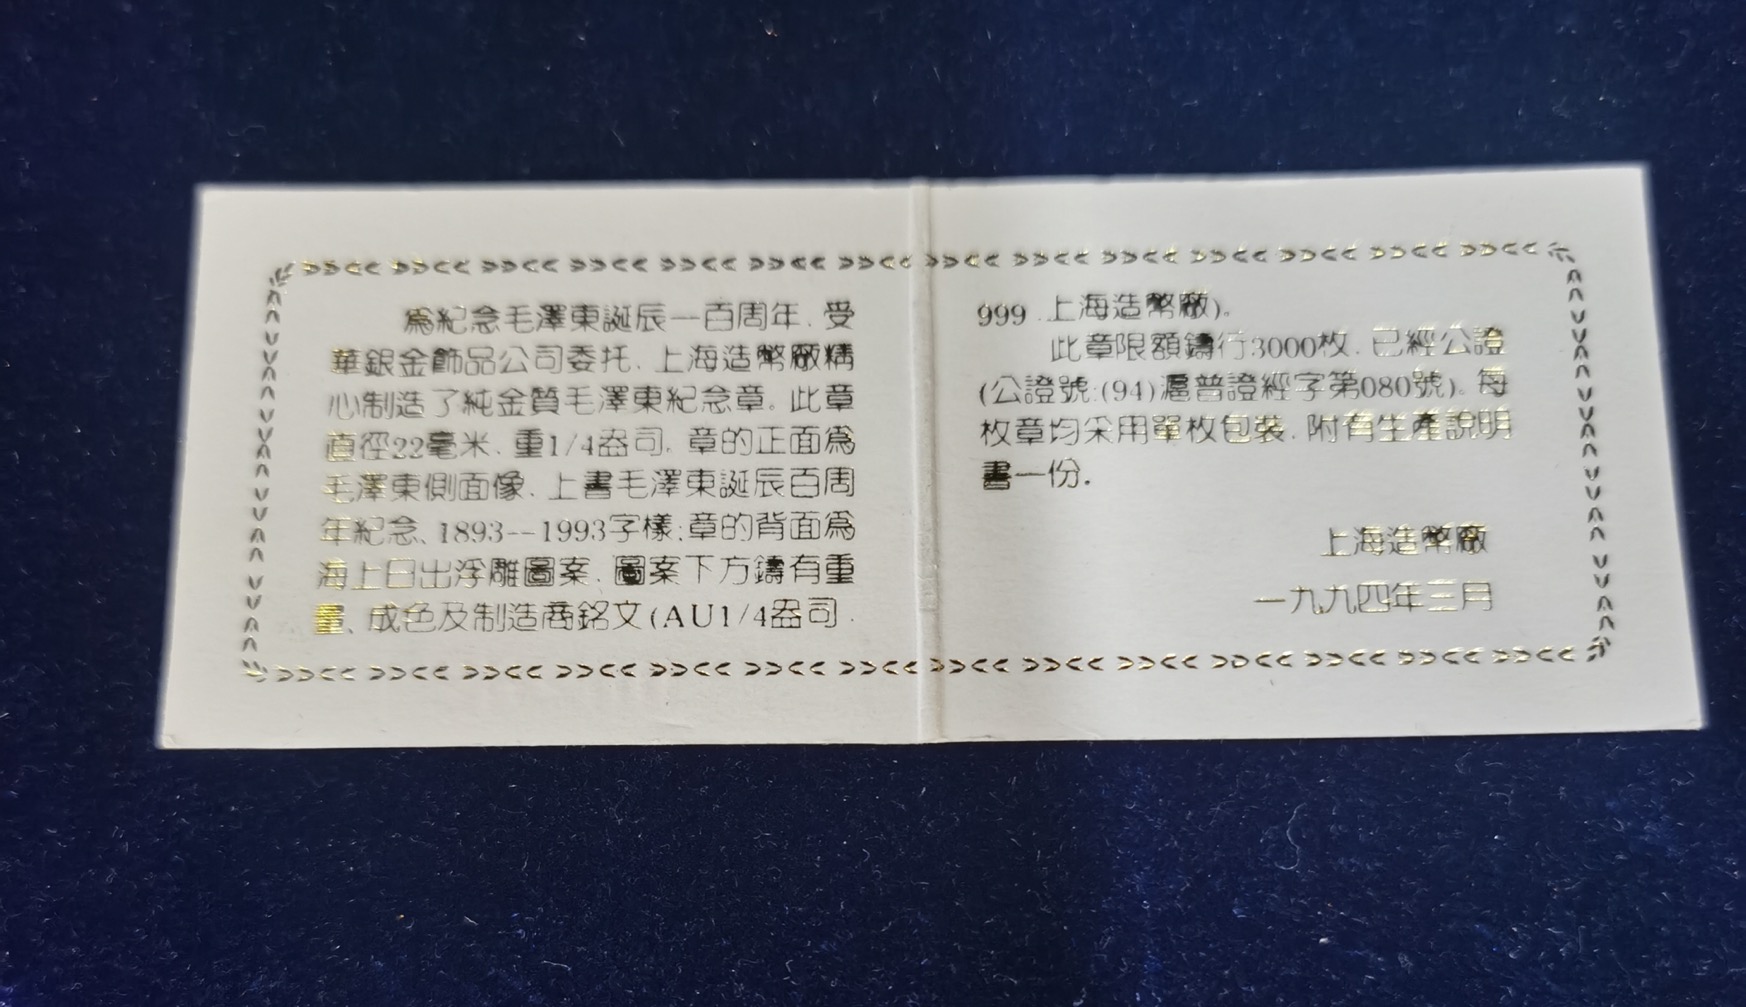 爲紀念毛澤東誕辰一百周年，受
華銀金飾品公司委托，上海造幣廠精
心制造了純金質毛澤東紀念章。此章
直徑22毫米，重1/4盎司，章的正面爲
毛澤東側面像，上書毛澤東誕辰百周
年紀念、1893--1993字樣；章的背面爲
海上日出浮雕圖案，圖案下方鑄有重
量、成色及制造商銘文(AU1/4盎司．
999．上海造幣廠)。
此章限額鑄行3000枚，已經公證
(公證號：(94)滬普證經字第080號)。每
枚章均采用單枚包裝，附有生產説明
書一份．
上海造幣廠
一九九四年三月